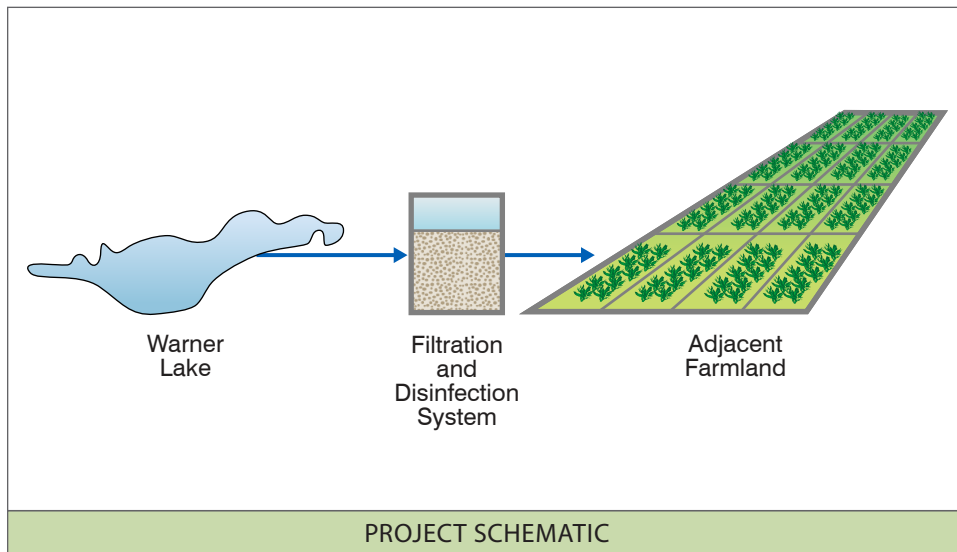 Warner
Lake
Filtration
and
Disinfection
System
Adjacent
Farmland
PROJECT SCHEMATIC